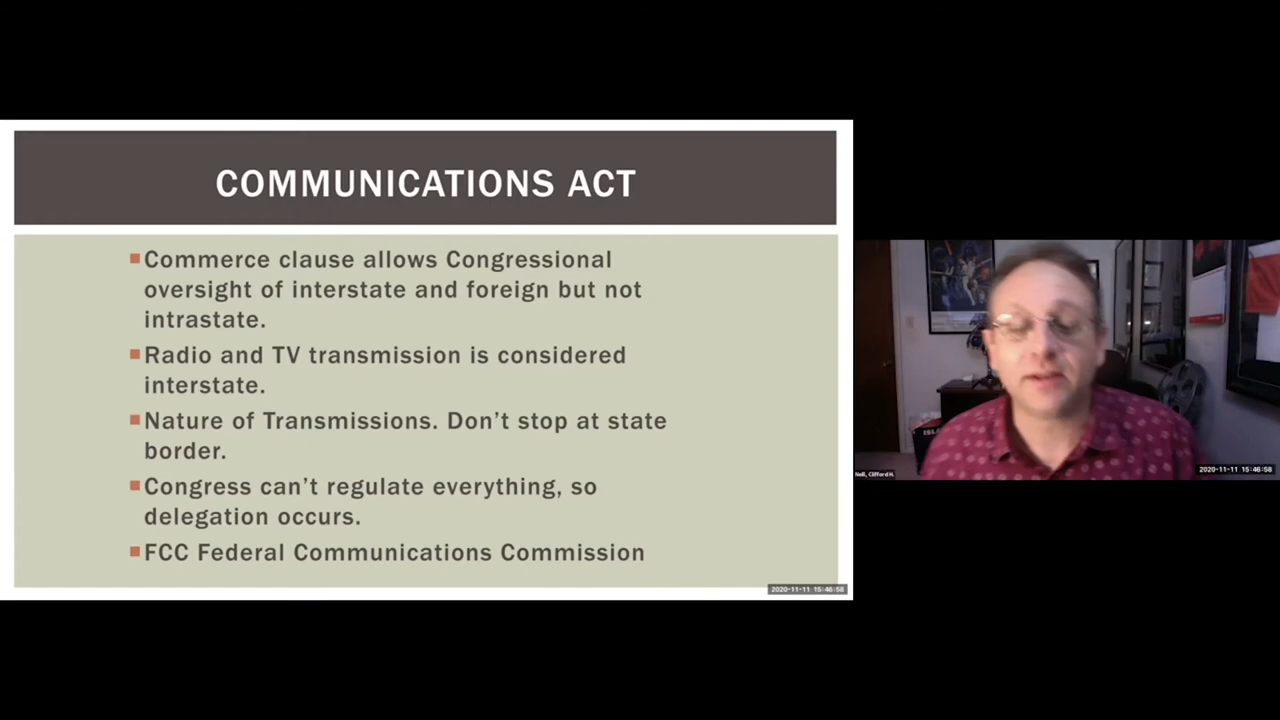 COMMUNICATIONS ACT
Commerce clause allows Congressional
oversight of interstate and foreign but not
intrastate.
Radio and TV transmission is considered
interstate.
Nature of Transmissions. Don't stop at state
border.
Congress can't regulate everything, so
delegation occurs.
FCC Federal Communications Commission
2020-11-11 15:46:58
Neill, Clifford H.
2020-11-11 15:46:58